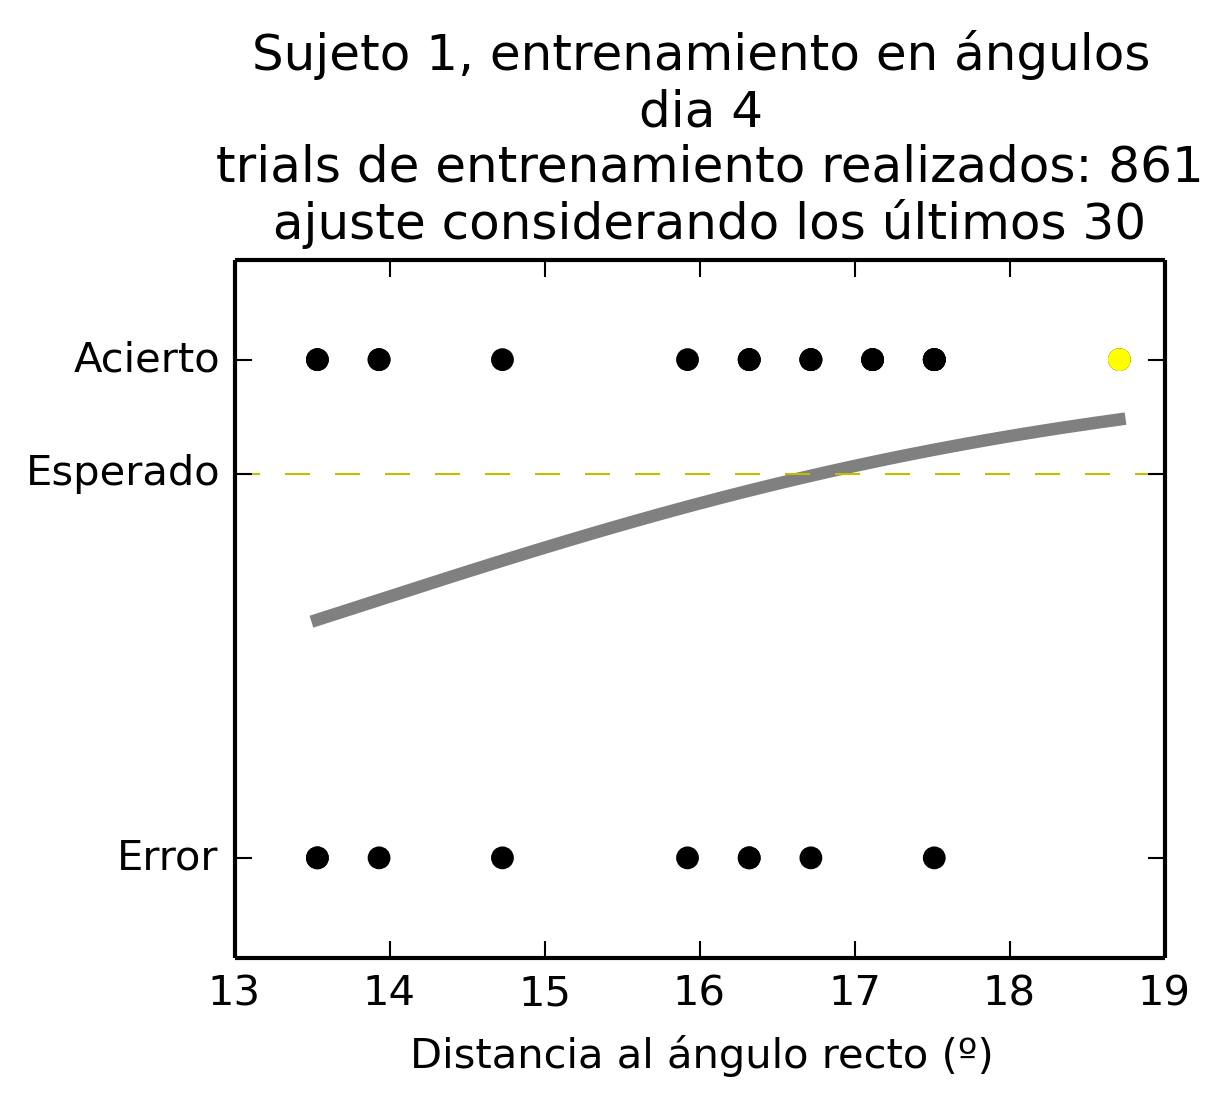 Sujeto 1, entrenamiento en ángulos
dia 4
trials de entrenamiento realizados: 861
ajuste considerando los últimos 30
Acierto
Esperado
Error
13 14 15 16 17 18 19
Distancia al ángulo recto (º)